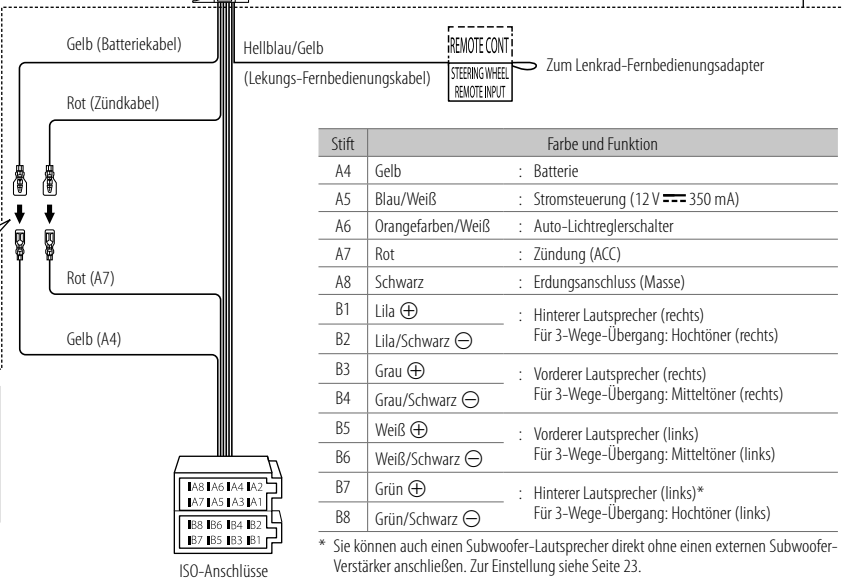 Gelb (Batteriekabel)
Hellblau/Gelb
(Lekungs-Fernbedienungskabel)
REMOTE CONT
STEERING WHEEL
REMOTE INPUT
Zum Lenkrad-Fernbedienungsadapter
Rot (Zündkabel)
Rot (A7)
Gelb (A4)
A8 A6 A4 A2
A7 A5 A3 A1
B8 B6 B4 B2
B7 B5 B3 B1
ISO-Anschlüsse
Stift Farbe und Funktion
A4 Gelb : Batterie
A5 Blau/Weiß : Stromsteuerung (12 V ⎓ 350 mA)
A6 Orangefarben/Weiß : Auto-Lichtreglerschalter
A7 Rot : Zündung (ACC)
A8 Schwarz : Erdungsanschluss (Masse)
B1 Lila ⊕ : Hinterer Lautsprecher (rechts)
B2 Lila/Schwarz ⊖ Für 3-Wege-Übergang: Hochtöner (rechts)
B3 Grau ⊕ : Vorderer Lautsprecher (rechts)
B4 Grau/Schwarz ⊖ Für 3-Wege-Übergang: Mitteltöner (rechts)
B5 Weiß ⊕ : Vorderer Lautsprecher (links)
B6 Weiß/Schwarz ⊖ Für 3-Wege-Übergang: Mitteltöner (links)
B7 Grün ⊕ : Hinterer Lautsprecher (links)*
B8 Grün/Schwarz ⊖ Für 3-Wege-Übergang: Hochtöner (links)
* Sie können auch einen Subwoofer-Lautsprecher direkt ohne einen externen Subwoofer-
Verstärker anschließen. Zur Einstellung siehe Seite 23.